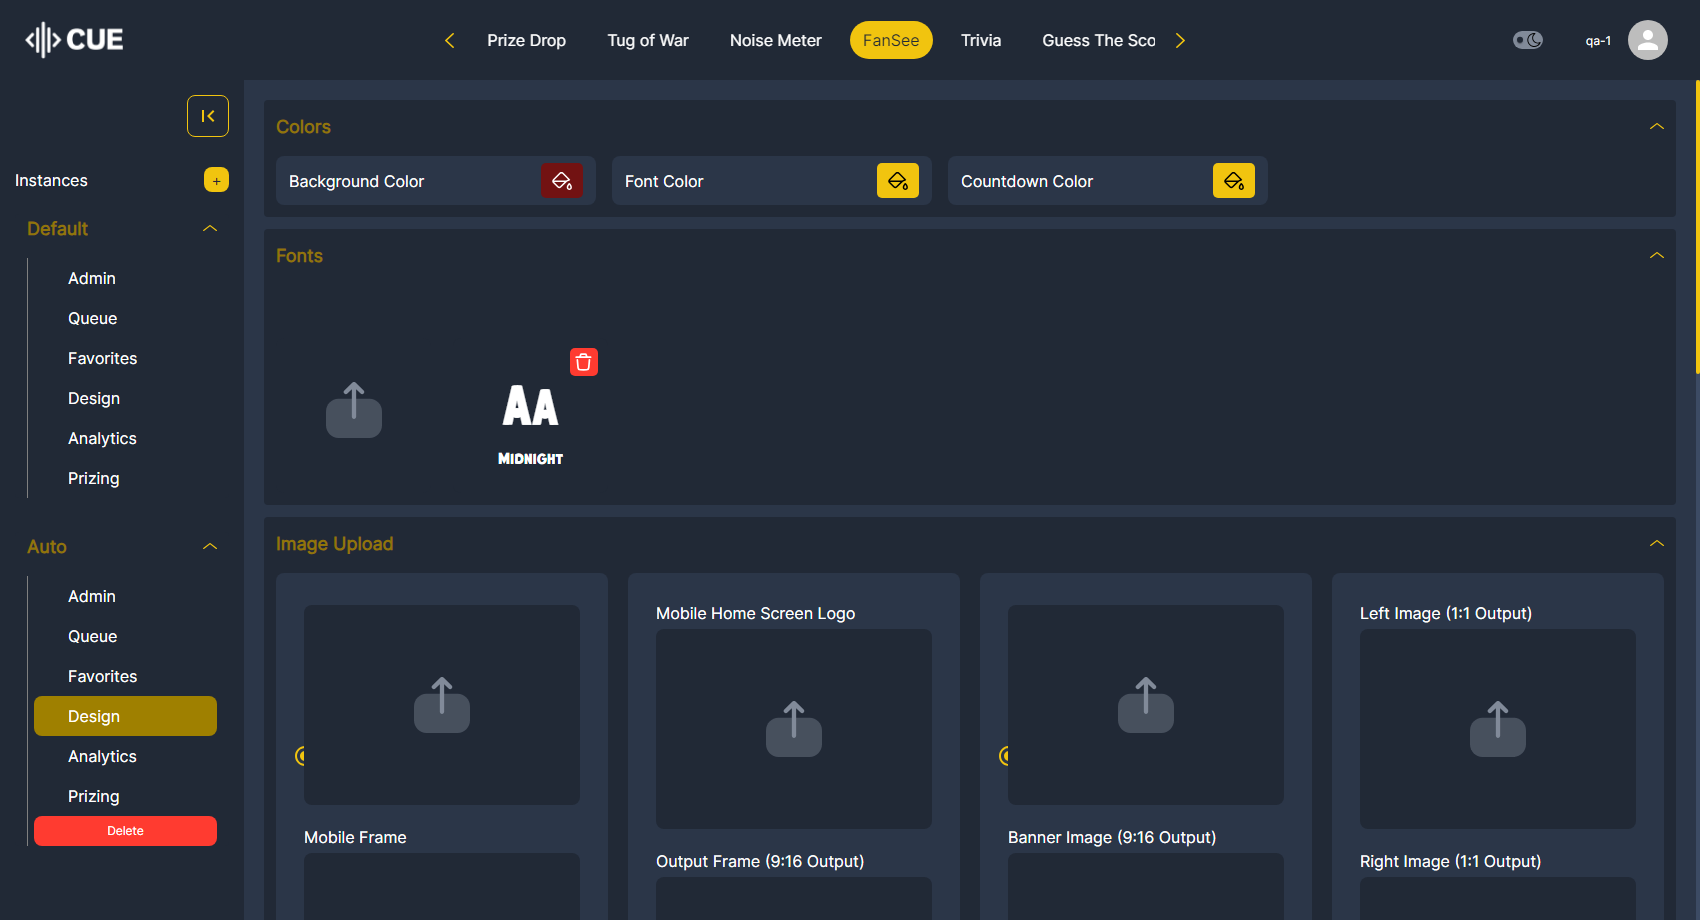 CUE
Prize Drop
Tug of War
Noise Meter
FanSee
Trivia
Guess The Sco
qa-1
Instances
+
Default
Admin
Queue
Favorites
Design
Analytics
Prizing
Auto
Admin
Queue
Favorites
Design
Analytics
Prizing
Delete
Colors
Background Color
Font Color
Countdown Color
Fonts
AA
MIDNIGHT
Image Upload
Mobile Home Screen Logo
Left Image (1:1 Output)
Mobile Frame
Banner Image (9:16 Output)
Output Frame (9:16 Output)
Right Image (1:1 Output)